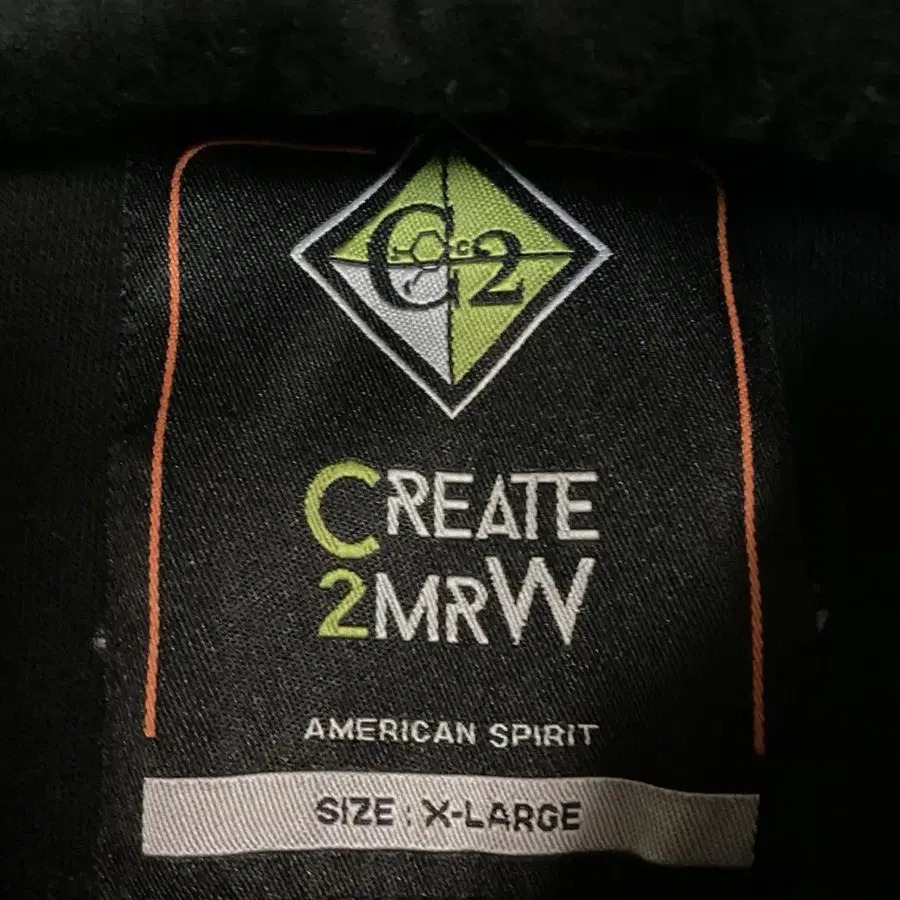 C2
CREATE
2MRW
AMERICAN SPIRIT
SIZE : X-LARGE